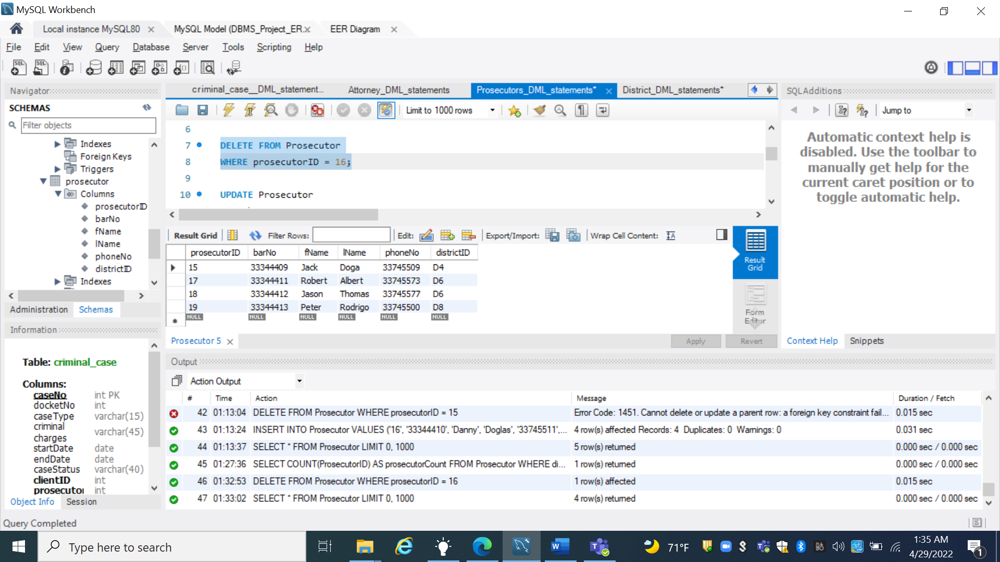 MySQL Workbench
Local instance MySQL80 MySQL Model (DBMS_Project_ER. EER Diagram
File Edit View Query Database Server Tools Scripting Help
Navigator
SCHEMAS
Filter objects
Indexes
Foreign Keys
Triggers
prosecutor
Columns
prosecutorID
barNo
fName
lName
phoneNo
districtID
Indexes
Administration Schemas
Information
Table: criminal_case
Columns:
caseNo int PK
docketNo int
caseType varchar(15)
criminal
charges varchar(45)
startDate date
endDate date
caseStatus varchar(40)
clientID int
prosecutor int
Object Info Session
Query Completed
criminal_case__DML_statement... Attorney_DML_statements Prosecutors_DML_statements* District_DML_statements*
Limit to 1000 rows
6
7 DELETE FROM Prosecutor
8 WHERE prosecutorID = 16;
9
10 UPDATE Prosecutor
Result Grid Filter Rows: Edit: Export/Import: Wrap Cell Content:
prosecutorID barNo fName lName phoneNo districtID
15 33344409 Jack Doga 33745509 D4
17 33344411 Robert Albert 33745573 D6
18 33344412 Jason Thomas 33745577 D6
19 33344413 Peter Rodrigo 33745500 D8
NULL NULL NULL NULL NULL NULL
Result
Grid
Form
Editor
Prosecutor 5 Apply Revert
SQLAdditions
Jump to
Automatic context help is
disabled. Use the toolbar to
manually get help for the
current caret position or to
toggle automatic help.
Context Help Snippets
Output
Action Output
# Time Action Message Duration / Fetch
42 01:13:04 DELETE FROM Prosecutor WHERE prosecutorID = 15 Error Code: 1451. Cannot delete or update a parent row: a foreign key constraint fail... 0.015 sec
43 01:13:24 INSERT INTO Prosecutor VALUES ('16', '33344410', 'Danny', 'Doglas', '33745511',... 4 row(s) affected Records: 4 Duplicates: 0 Warnings: 0 0.031 sec
44 01:13:37 SELECT * FROM Prosecutor LIMIT 0, 1000 5 row(s) returned 0.000 sec / 0.000 sec
45 01:27:36 SELECT COUNT(ProsecutorID) AS prosecutorCount FROM Prosecutor WHERE di... 1 row(s) returned 0.000 sec / 0.000 sec
46 01:32:53 DELETE FROM Prosecutor WHERE prosecutorID = 16 1 row(s) affected 0.015 sec
47 01:33:02 SELECT * FROM Prosecutor LIMIT 0, 1000 4 row(s) returned 0.000 sec / 0.000 sec
Type here to search
71°F
1:35 AM
4/29/2022
1